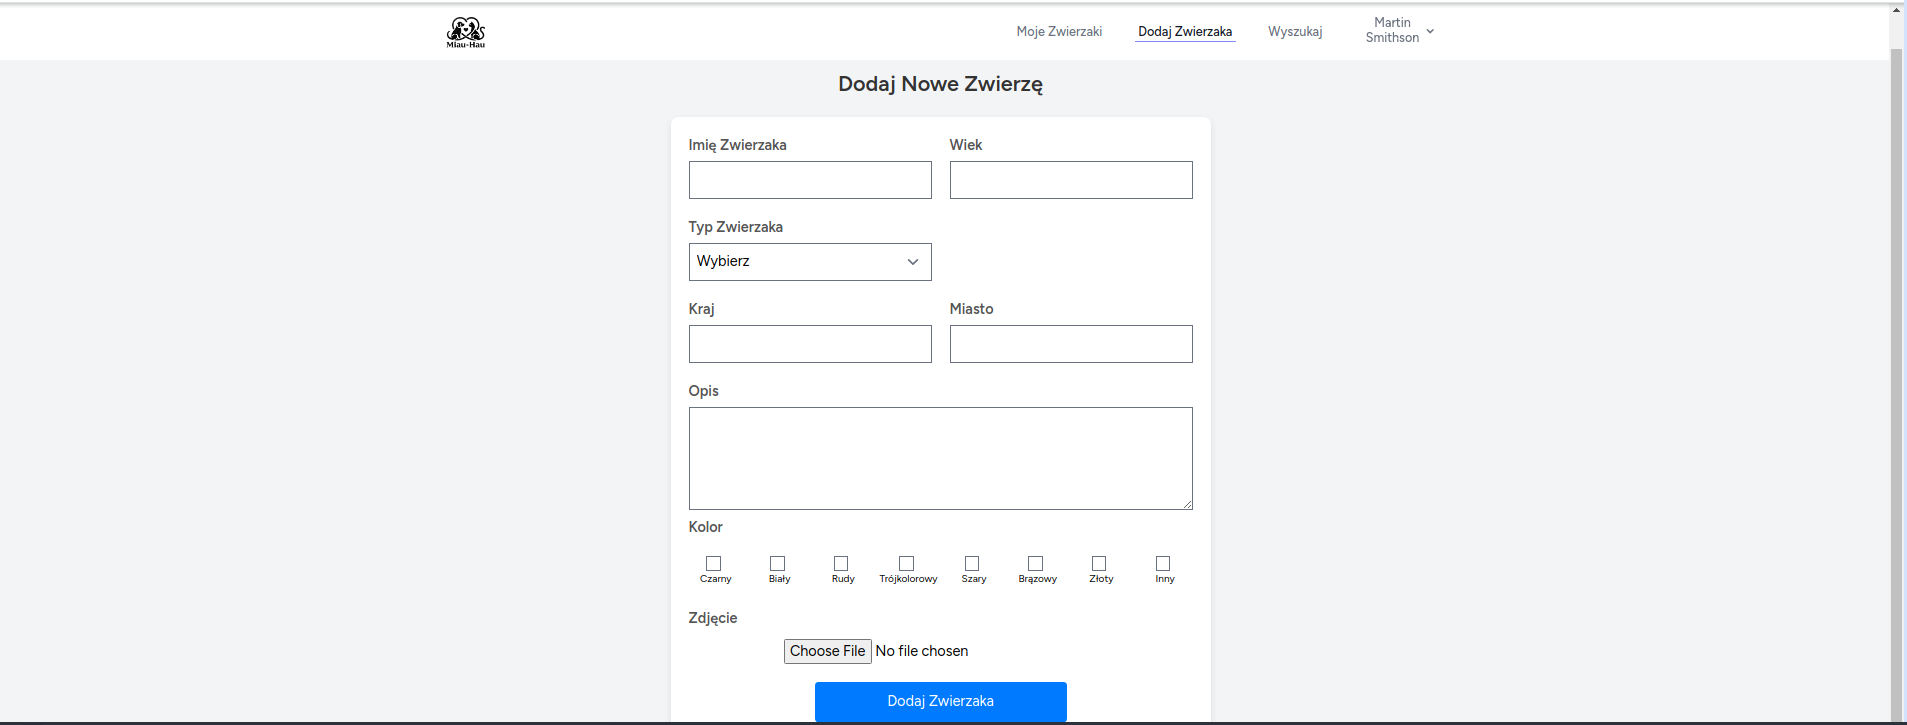 Miau-Hau
Moje Zwierzaki
Dodaj Zwierzaka
Wyszukaj
Martin
Smithson
Dodaj Nowe Zwierzę
Imię Zwierzaka
Wiek
Typ Zwierzaka
Wybierz
Kraj
Miasto
Opis
Kolor
Czarny
Biały
Rudy
Trójkolorowy
Szary
Brązowy
Złoty
Inny
Zdjęcie
Choose File No file chosen
Dodaj Zwierzaka